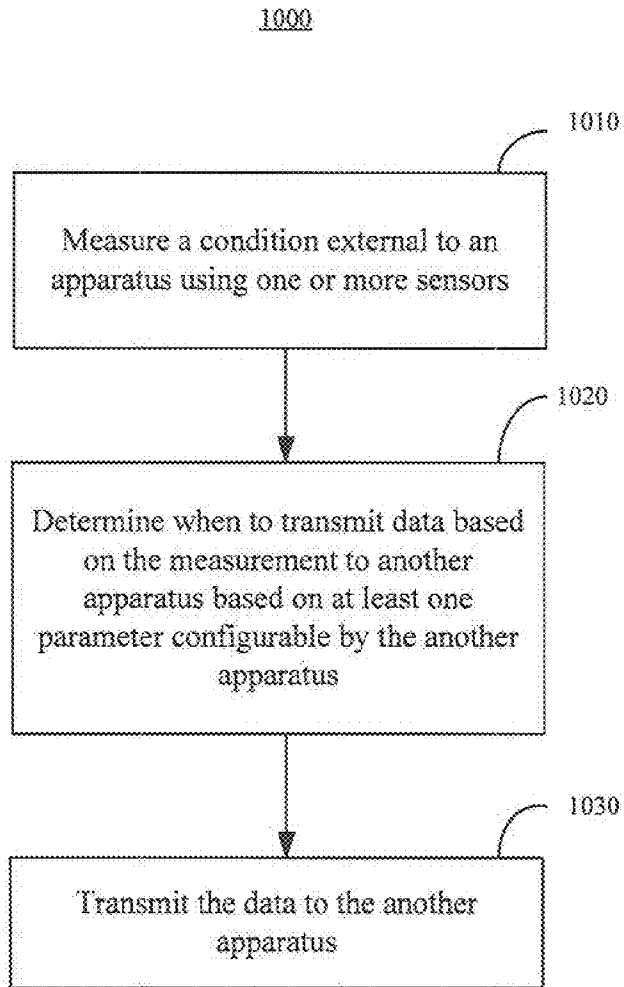 1000
1010
Measure a condition external to an
apparatus using one or more sensors
1020
Determine when to transmit data based
on the measurement to another
apparatus based on at least one
parameter configurable by the another
apparatus
1030
Transmit the data to the another
apparatus